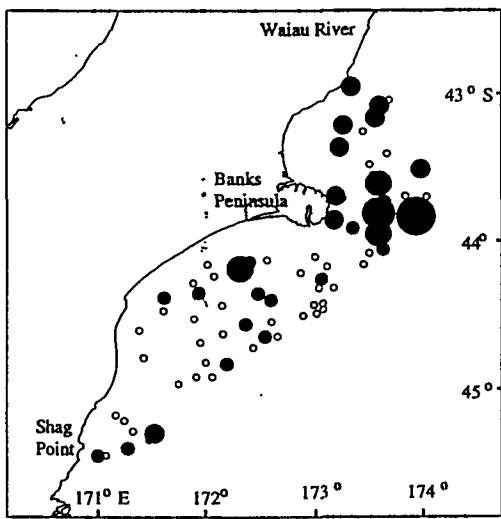 Waiau River
43° S
Banks
Peninsula
44°
45°
Shag
Point
171° E
172°
173°
174°